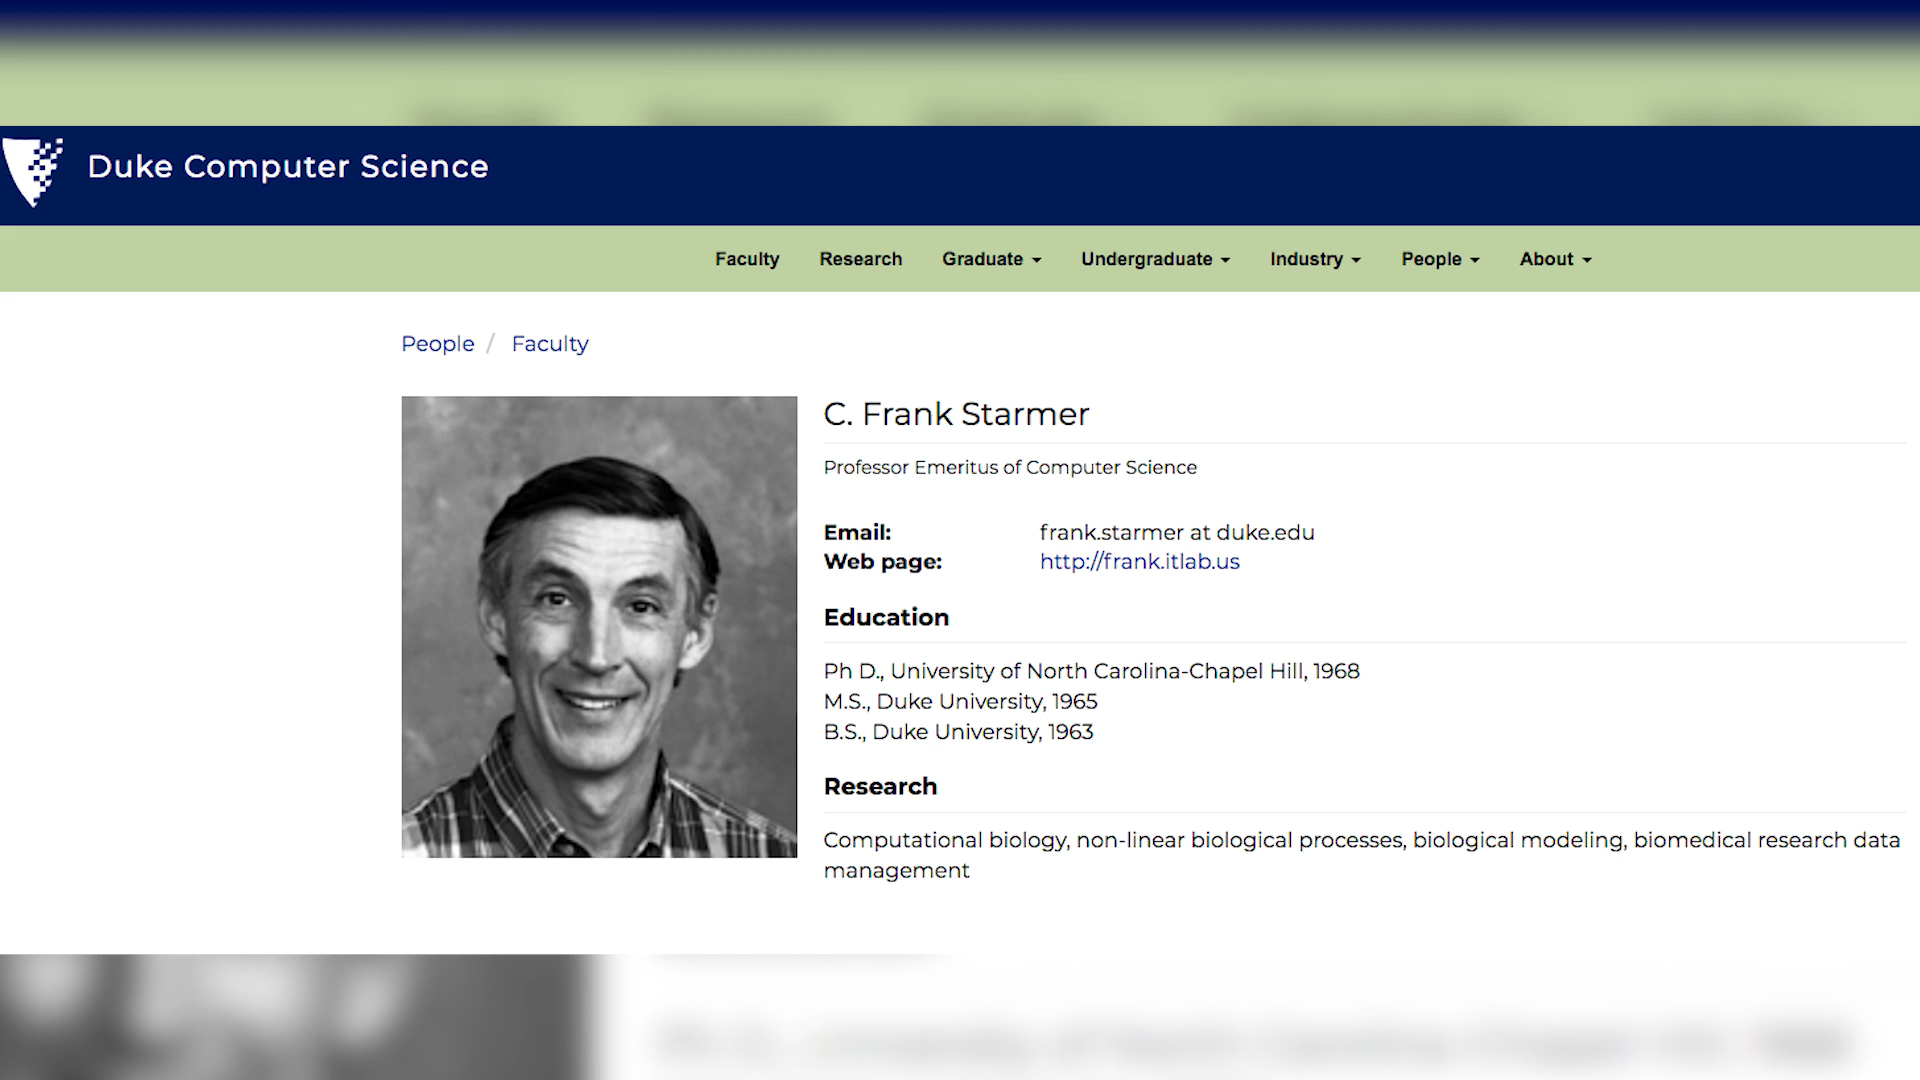 Duke Computer Science
Faculty Research Graduate Undergraduate Industry People About
People / Faculty
C. Frank Starmer
Professor Emeritus of Computer Science
Email: frank.starmer at duke.edu
Web page: http://frank.itlab.us
Education
Ph D., University of North Carolina-Chapel Hill, 1968
M.S., Duke University, 1965
B.S., Duke University, 1963
Research
Computational biology, non-linear biological processes, biological modeling, biomedical research data
management